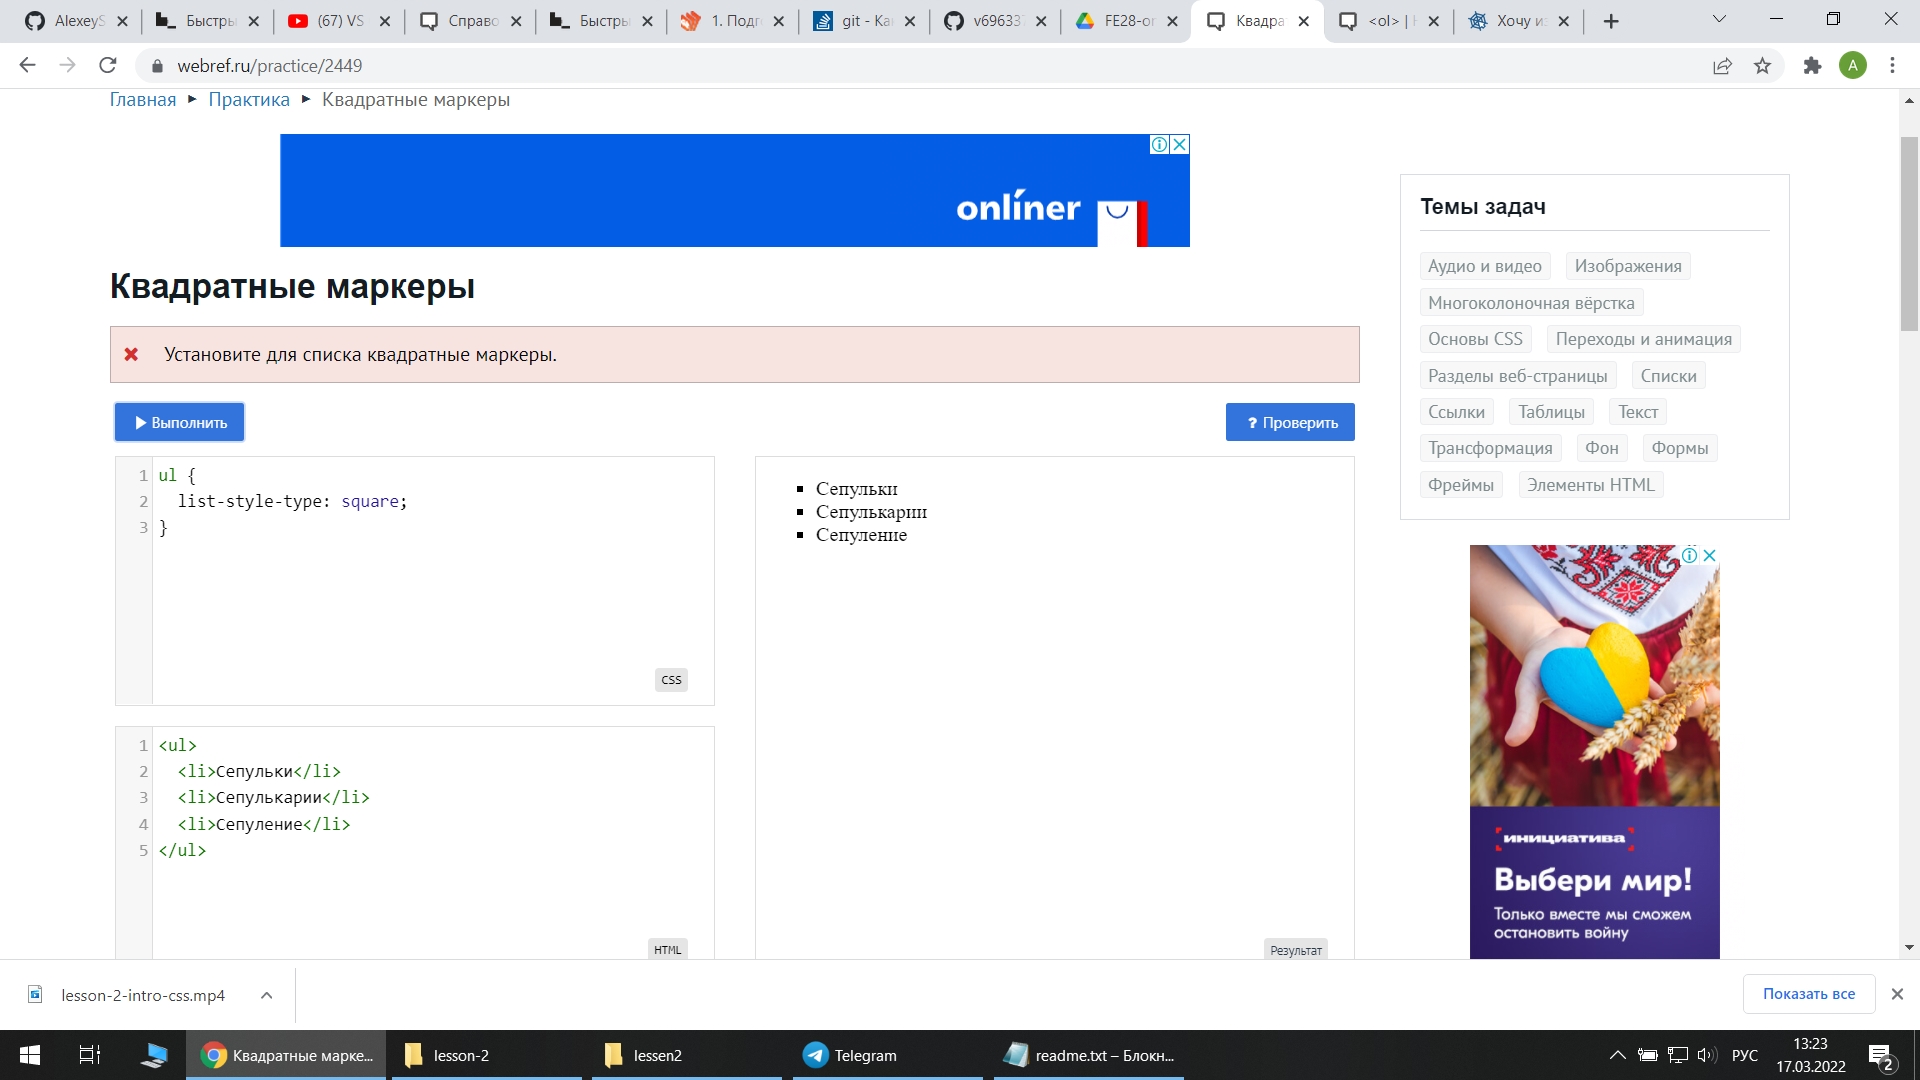 AlexeyS
Быстры
(67) VS
Справо
Быстры
1. Подг
git - Ка
v696337
FE28-or
Квадра
<ol> |
Хочу из
webref.ru/practice/2449
A
Главная ► Практика ► Квадратные маркеры
onlíner
Квадратные маркеры
Установите для списка квадратные маркеры.
Выполнить
? Проверить
1 ul {
2 list-style-type: square;
3 }
CSS
1 <ul>
2 <li>Сепульки</li>
3 <li>Сепулькарии</li>
4 <li>Сепуление</li>
5 </ul>
HTML
Сепульки
Сепулькарии
Сепуление
Результат
Темы задач
Аудио и видео Изображения
Многоколоночная вёрстка
Основы CSS Переходы и анимация
Разделы веб-страницы Списки
Ссылки Таблицы Текст
Трансформация Фон Формы
Фреймы Элементы HTML
инициатива
Выбери мир!
Только вместе мы сможем
остановить войну
lesson-2-intro-css.mp4
Показать все
Квадратные марке...
lesson-2
lessen2
Telegram
readme.txt – Блокн...
РУС
13:23
17.03.2022
2